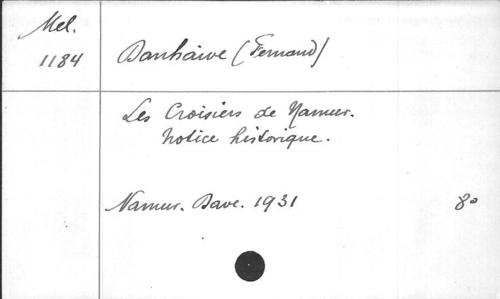 Mel.
1184
Danhaive (Fernand)
Les Croisiers de Namur.
Notice historique.
Namur. Dave. 1931 8°